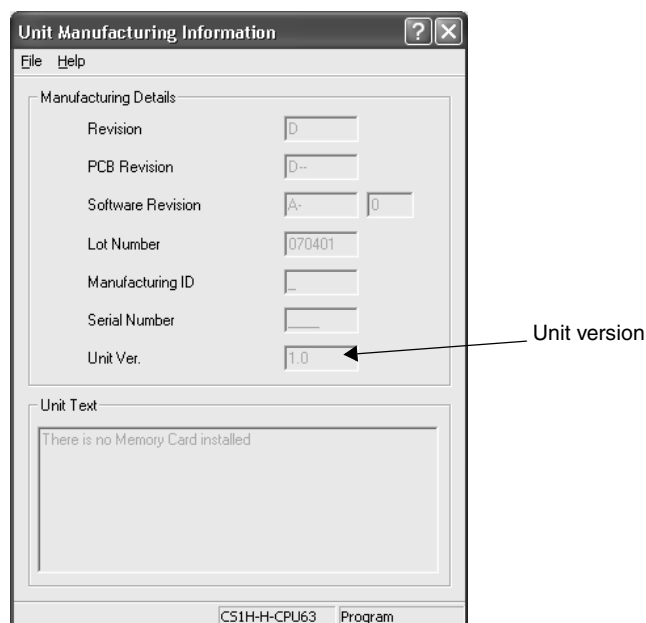 Unit Manufacturing Information
File Help
Manufacturing Details
Revision D
PCB Revision D--
Software Revision A- 0
Lot Number 070401
Manufacturing ID _
Serial Number ____
Unit Ver. 1.0
Unit version
Unit Text
There is no Memory Card installed
CS1H-H-CPU63 Program